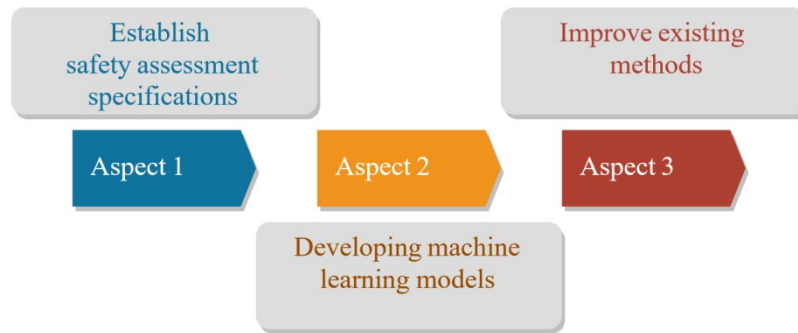 Establish
safety assessment
specifications
Improve existing
methods
Aspect 1
Aspect 2
Aspect 3
Developing machine
learning models